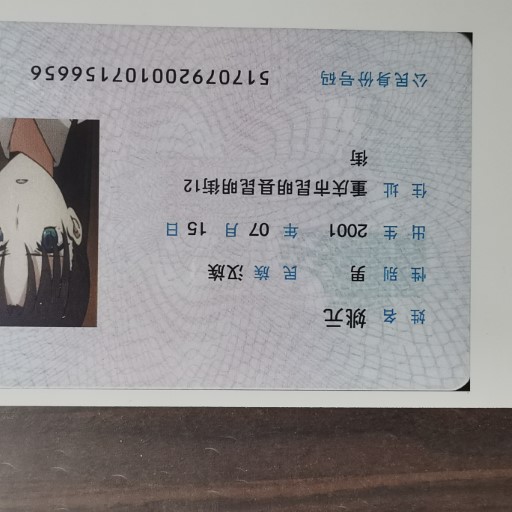 姓名 姚元
性别 男 民族 汉族
出生 2001 年 07 月 15 日
住址 重庆市昆明县昆明街12
街
公民身份号码 517079200107156656